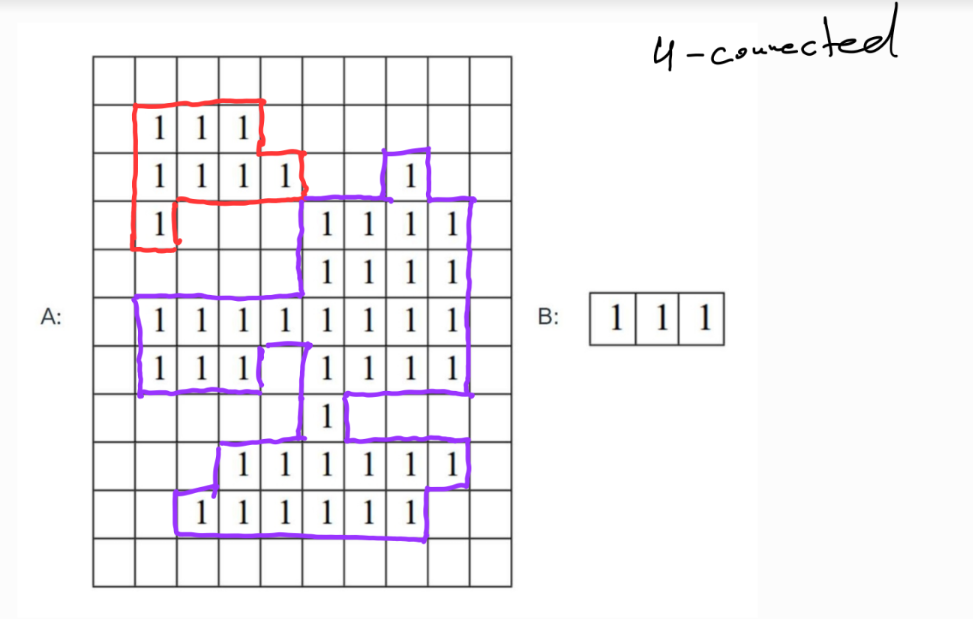 4-connected
1 1 1
1 1 1 1 1
1 1 1 1 1
1 1 1 1
A: 1 1 1 1 1 1 1 1 B: 1 1 1
1 1 1 1 1 1 1
1
1 1 1 1 1 1
1 1 1 1 1 1